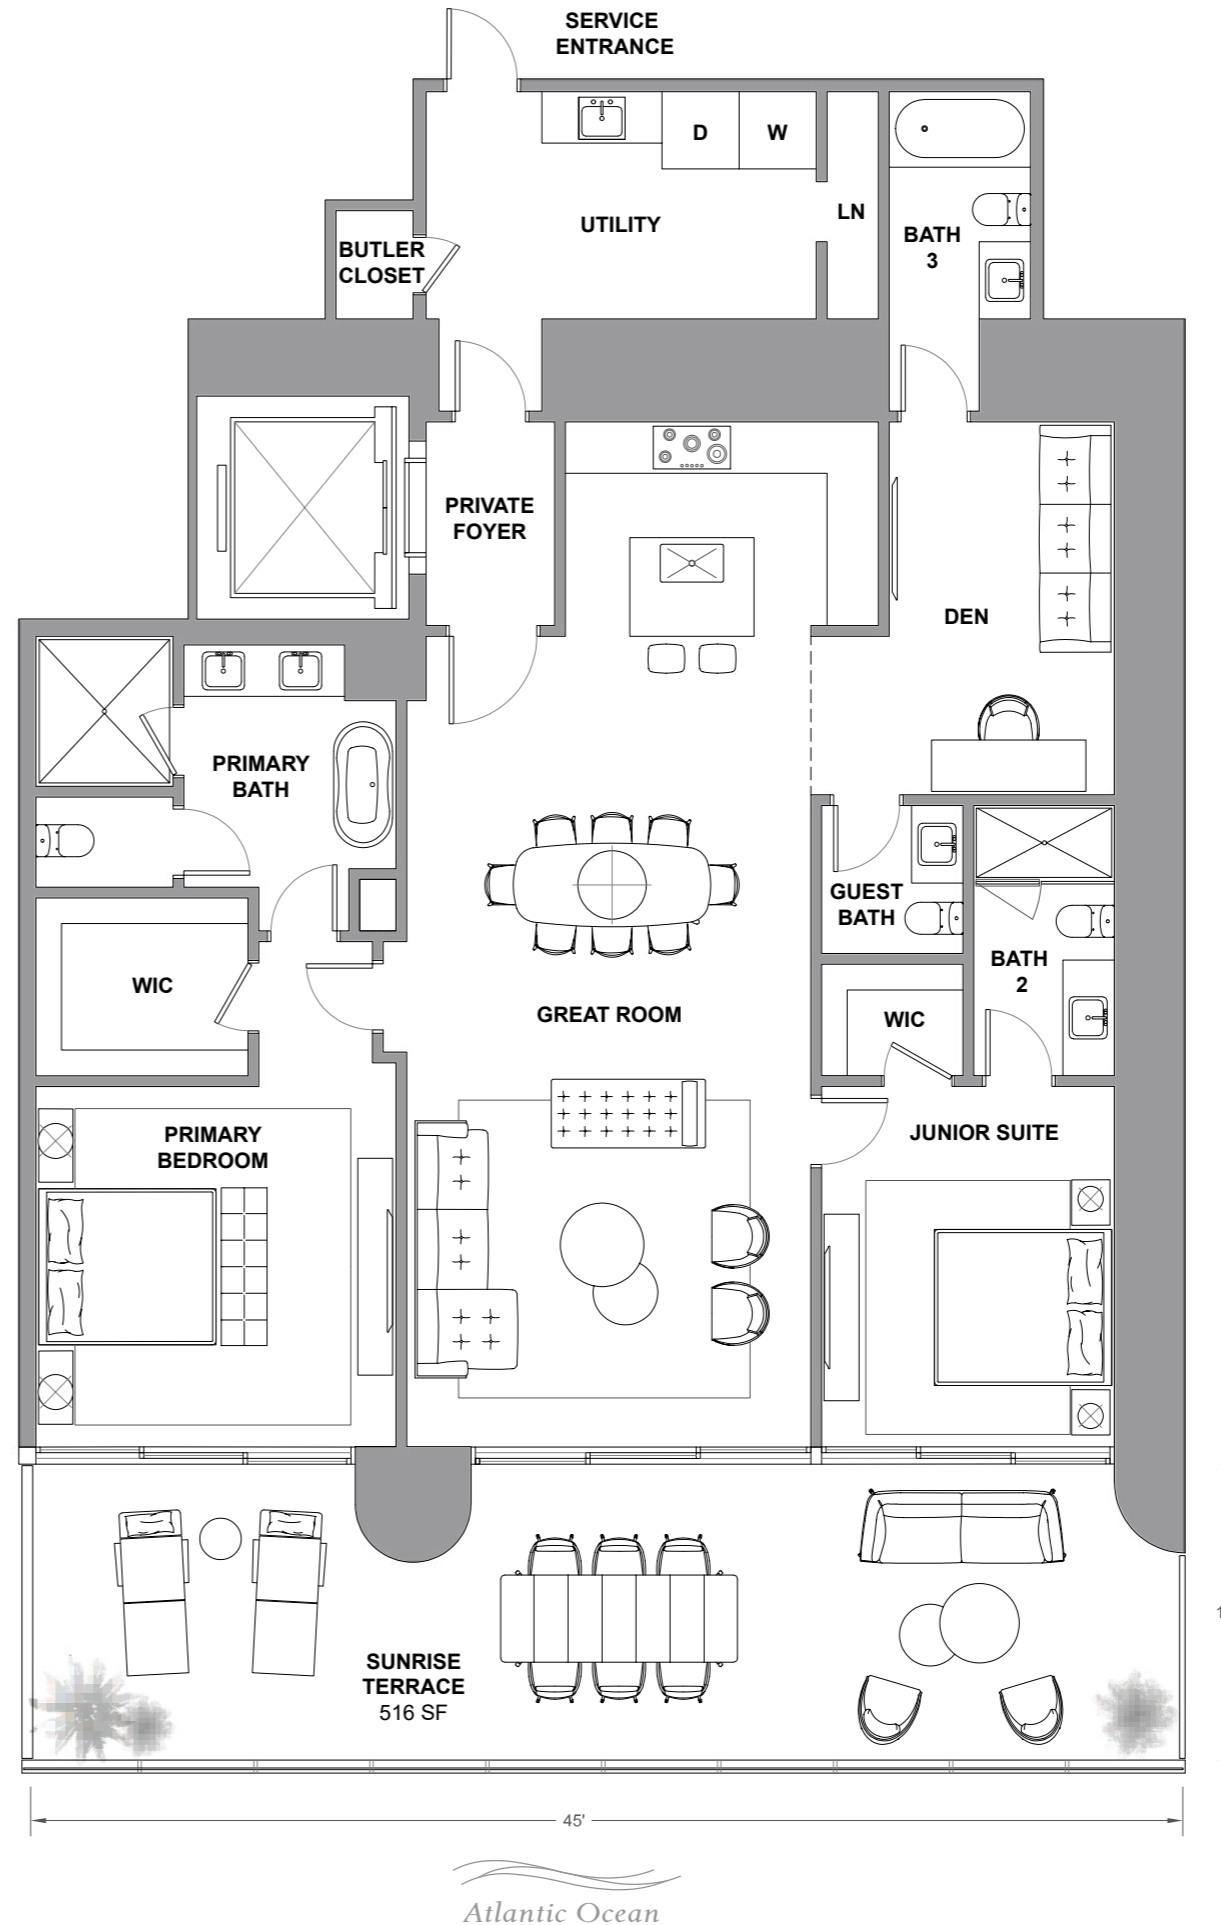 SERVICE
ENTRANCE
D
W
LN
UTILITY
BATH
3
BUTLER
CLOSET
PRIVATE
FOYER
DEN
PRIMARY
BATH
GUEST
BATH
BATH
2
WIC
GREAT ROOM
WIC
PRIMARY
BEDROOM
JUNIOR SUITE
SUNRISE
TERRACE
516 SF
45'
Atlantic Ocean